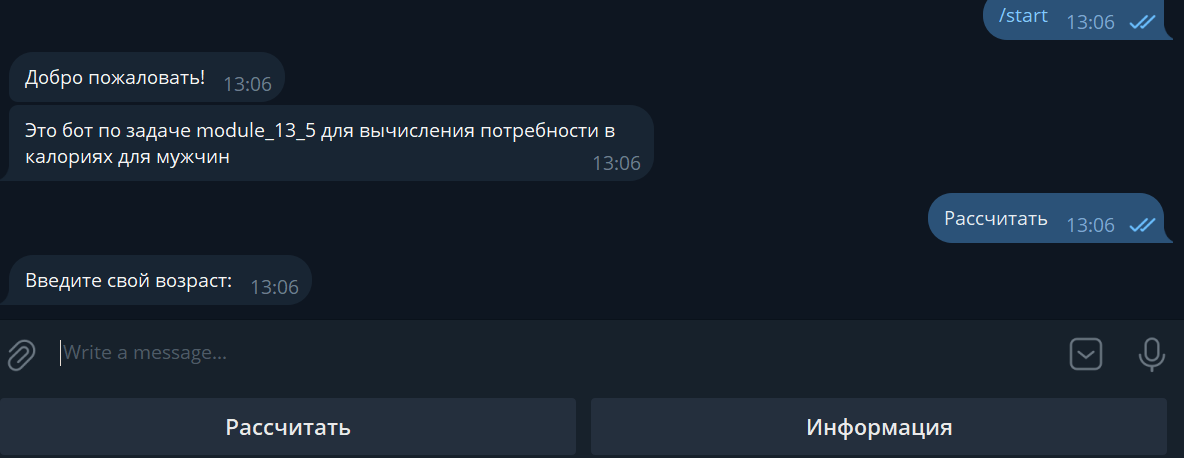 /start 13:06
Добро пожаловать! 13:06
Это бот по задаче module_13_5 для вычисления потребности в
калориях для мужчин 13:06
Рассчитать 13:06
Введите свой возраст: 13:06
Write a message...
Рассчитать Информация